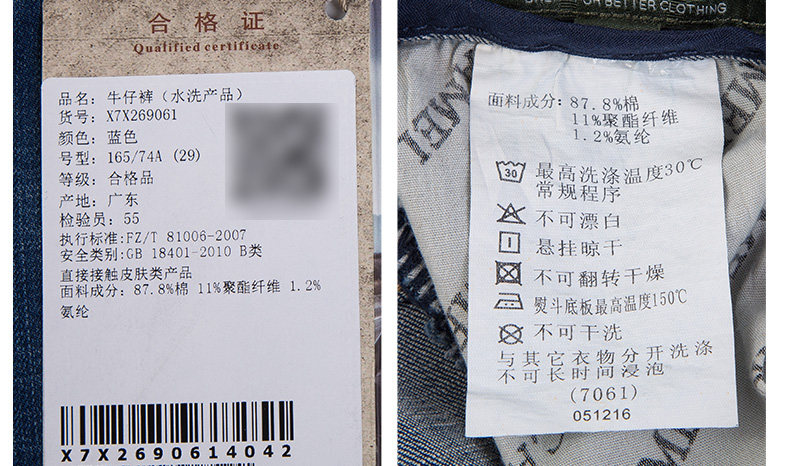 合格证
Qualified certificate
品名：牛仔裤（水洗产品）
货号：X7X269061
颜色：蓝色
号型：165/74A (29)
等级：合格品
产地：广东
检验员：55
执行标准:FZ/T 81006-2007
安全类别:GB 18401-2010 B类
直接接触皮肤类产品
面料成分：87.8%棉 11%聚酯纤维 1.2%
氨纶
X7X2690614042
OR BETTER CLOTHING
面料成分：87.8%棉
11%聚酯纤维
1.2%氨纶
30 最高洗涤温度30℃
常规程序
不可漂白
悬挂晾干
不可翻转干燥
熨斗底板最高温度150℃
不可干洗
与其它衣物分开洗涤
不可长时间浸泡
(7061)
051216